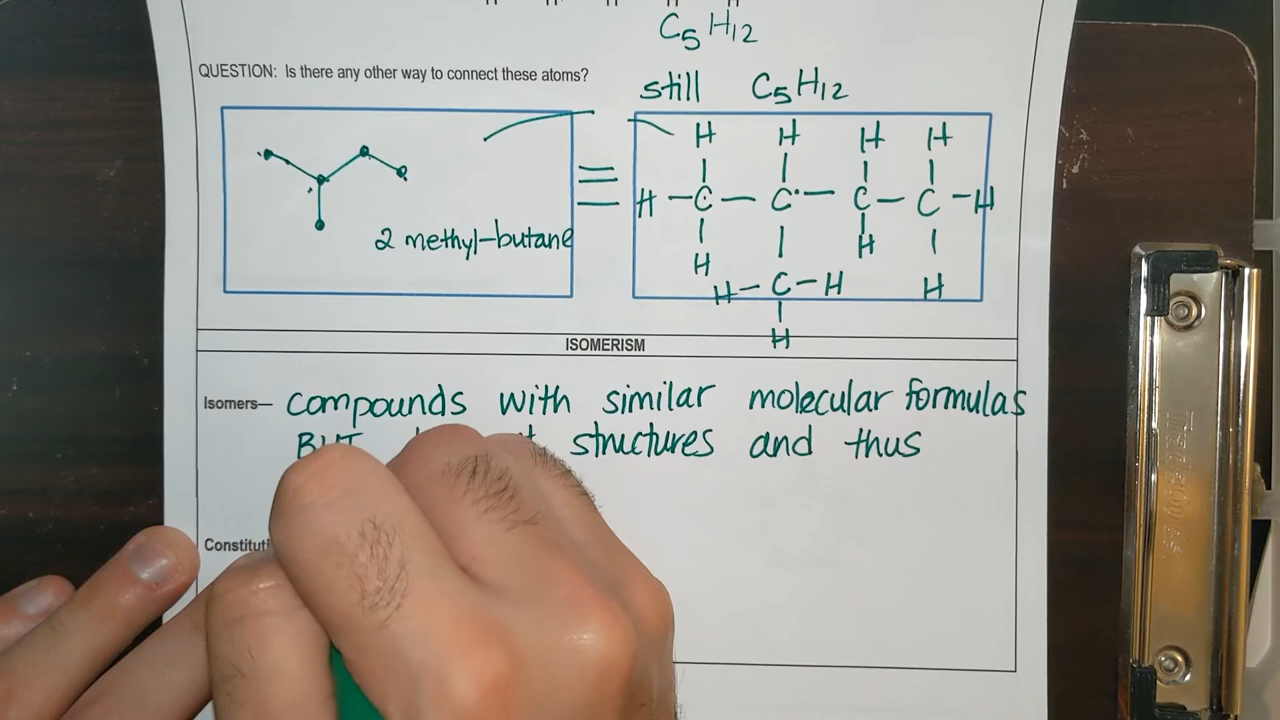 C5H12
QUESTION: Is there any other way to connect these atoms?
still C5H12
H H H H
H-C-C-C-C-H
H H
H-C-H H
H
2 methyl-butane
=
ISOMERISM
Isomers— compounds with similar molecular formulas
BUT structures and thus